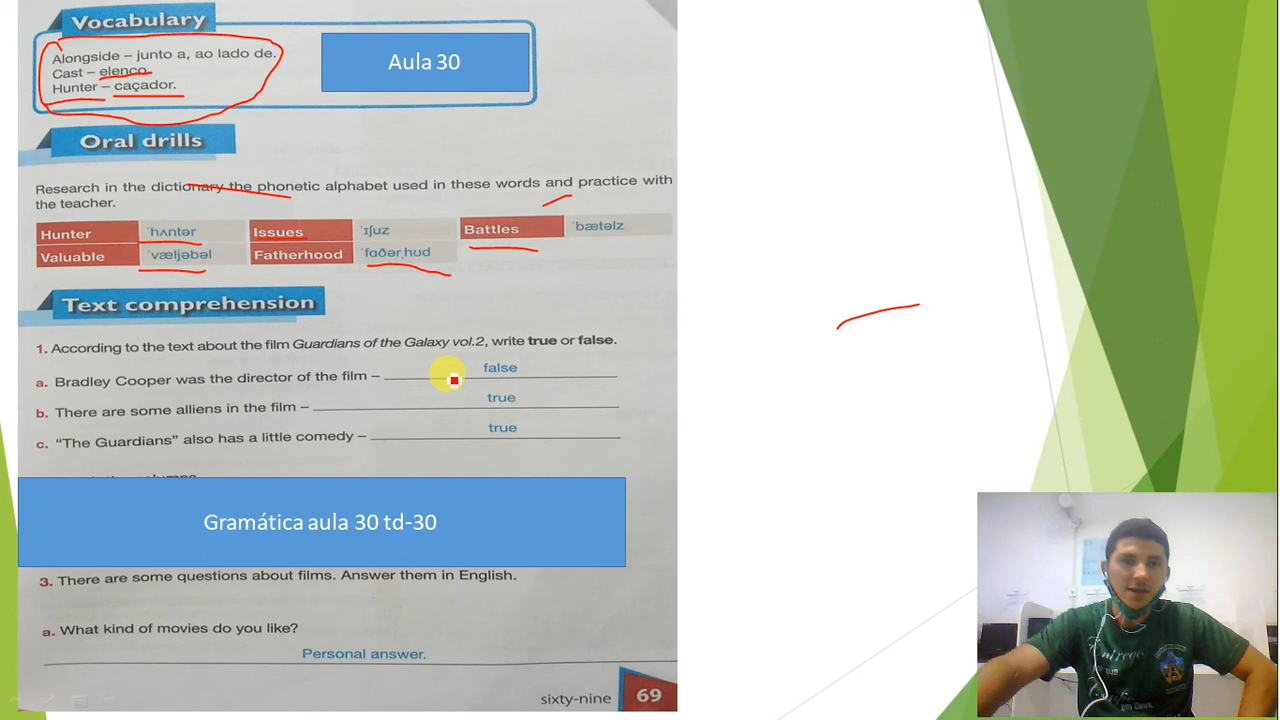 Vocabulary
Alongside – junto a, ao lado de.
Cast – elenco.
Hunter – caçador.
Aula 30
Oral drills
Research in the dictionary the phonetic alphabet used in these words and practice with
the teacher.
Hunter ˈhʌntər Issues ˈɪʃuz Battles ˈbætəlz
Valuable ˈvæljəbəl Fatherhood ˈfɑðərˌhʊd
Text comprehension
1. According to the text about the film Guardians of the Galaxy vol.2, write true or false.
a. Bradley Cooper was the director of the film – false
b. There are some alliens in the film – true
c. “The Guardians” also has a little comedy – true
Gramática aula 30 td-30
3. There are some questions about films. Answer them in English.
a. What kind of movies do you like?
Personal answer.
sixty-nine 69